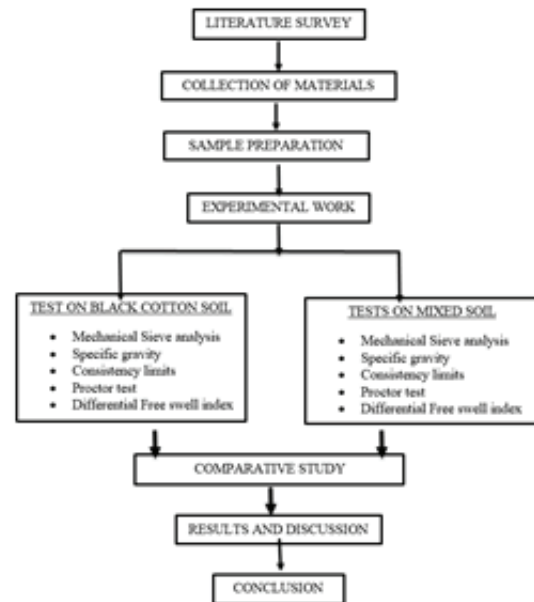 LITERATURE SURVEY
COLLECTION OF MATERIALS
SAMPLE PREPARATION
EXPERIMENTAL WORK
TEST ON BLACK COTTON SOIL
• Mechanical Sieve analysis
• Specific gravity
• Consistency limits
• Proctor test
• Differential Free swell index
TESTS ON MIXED SOIL
• Mechanical Sieve analysis
• Specific gravity
• Consistency limits
• Proctor test
• Differential Free swell index
COMPARATIVE STUDY
RESULTS AND DISCUSSION
CONCLUSION